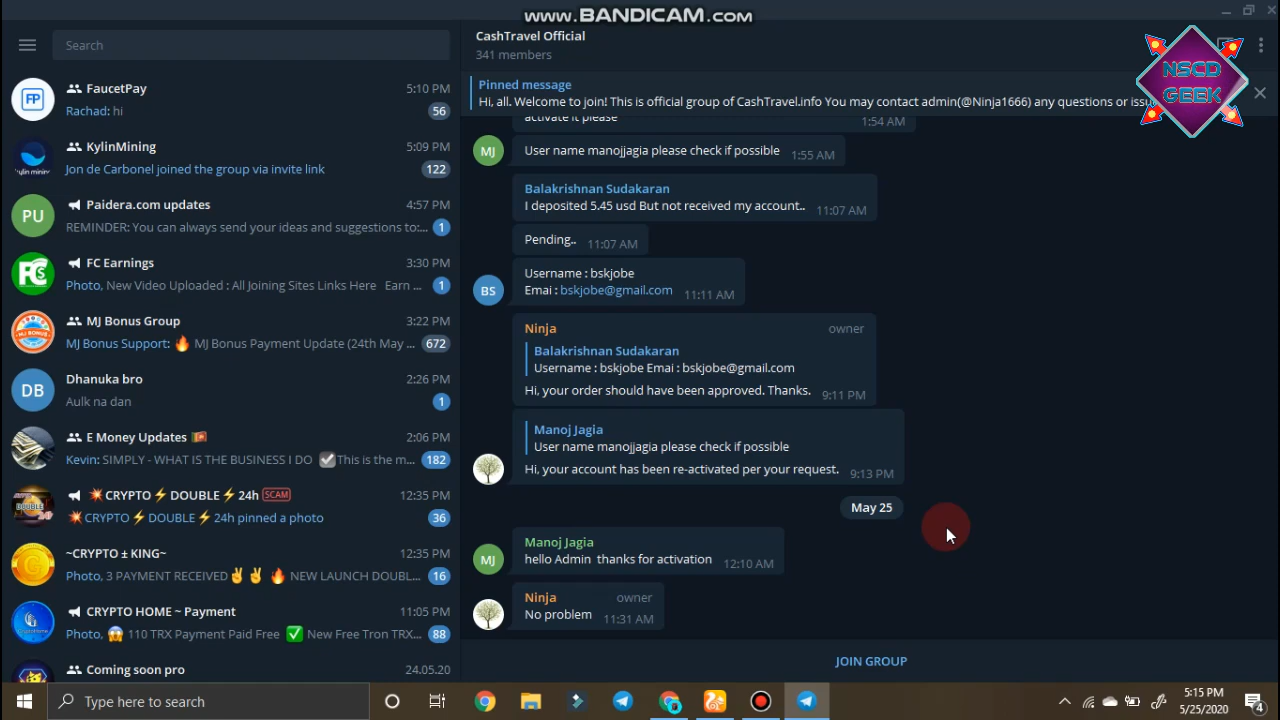 www.BANDICAM.com
Search
FaucetPay 5:10 PM
Rachad: hi 56
KylinMining 5:09 PM
Jon de Carbonel joined the group via invite link 122
Paidera.com updates 4:57 PM
REMINDER: You can always send your ideas and suggestions to:... 1
FC Earnings 3:30 PM
Photo, New Video Uploaded : All Joining Sites Links Here Earn ... 1
MJ Bonus Group 3:22 PM
MJ Bonus Support: 🔥 MJ Bonus Payment Update (24th May ... 672
Dhanuka bro 2:26 PM
Aulk na dan 1
E Money Updates 🇱🇰 2:06 PM
Kevin: SIMPLY - WHAT IS THE BUSINESS I DO ☑️This is the m... 182
💥CRYPTO⚡DOUBLE⚡24h SCAM 12:35 PM
💥CRYPTO⚡DOUBLE⚡24h pinned a photo 36
~CRYPTO ± KING~ 12:35 PM
Photo, 3 PAYMENT RECEIVED✌✌ 🔥 NEW LAUNCH DOUBL... 16
CRYPTO HOME ~ Payment 11:05 PM
Photo, 😱 110 TRX Payment Paid Free ✅ New Free Tron TRX... 88
Coming soon pro 24.05.20
CashTravel Official
341 members
NSCD
GEEK
Pinned message
Hi, all. Welcome to join! This is official group of CashTravel.info You may contact admin(@Ninja1666) any questions or
activate it please 1:54 AM
User name manojjagia please check if possible 1:55 AM
Balakrishnan Sudakaran
I deposited 5.45 usd But not received my account.. 11:07 AM
Pending.. 11:07 AM
Username : bskjobe
Emai : bskjobe@gmail.com 11:11 AM
Ninja owner
Balakrishnan Sudakaran
Username : bskjobe Emai : bskjobe@gmail.com
Hi, your order should have been approved. Thanks. 9:11 PM
Manoj Jagia
User name manojjagia please check if possible
Hi, your account has been re-activated per your request. 9:13 PM
May 25
Manoj Jagia
hello Admin thanks for activation 12:10 AM
Ninja owner
No problem 11:31 AM
JOIN GROUP
FP
PU
FC
MJ BONUS
DB
MJ
BS
MJ
Type here to search
5:15 PM
5/25/2020
4